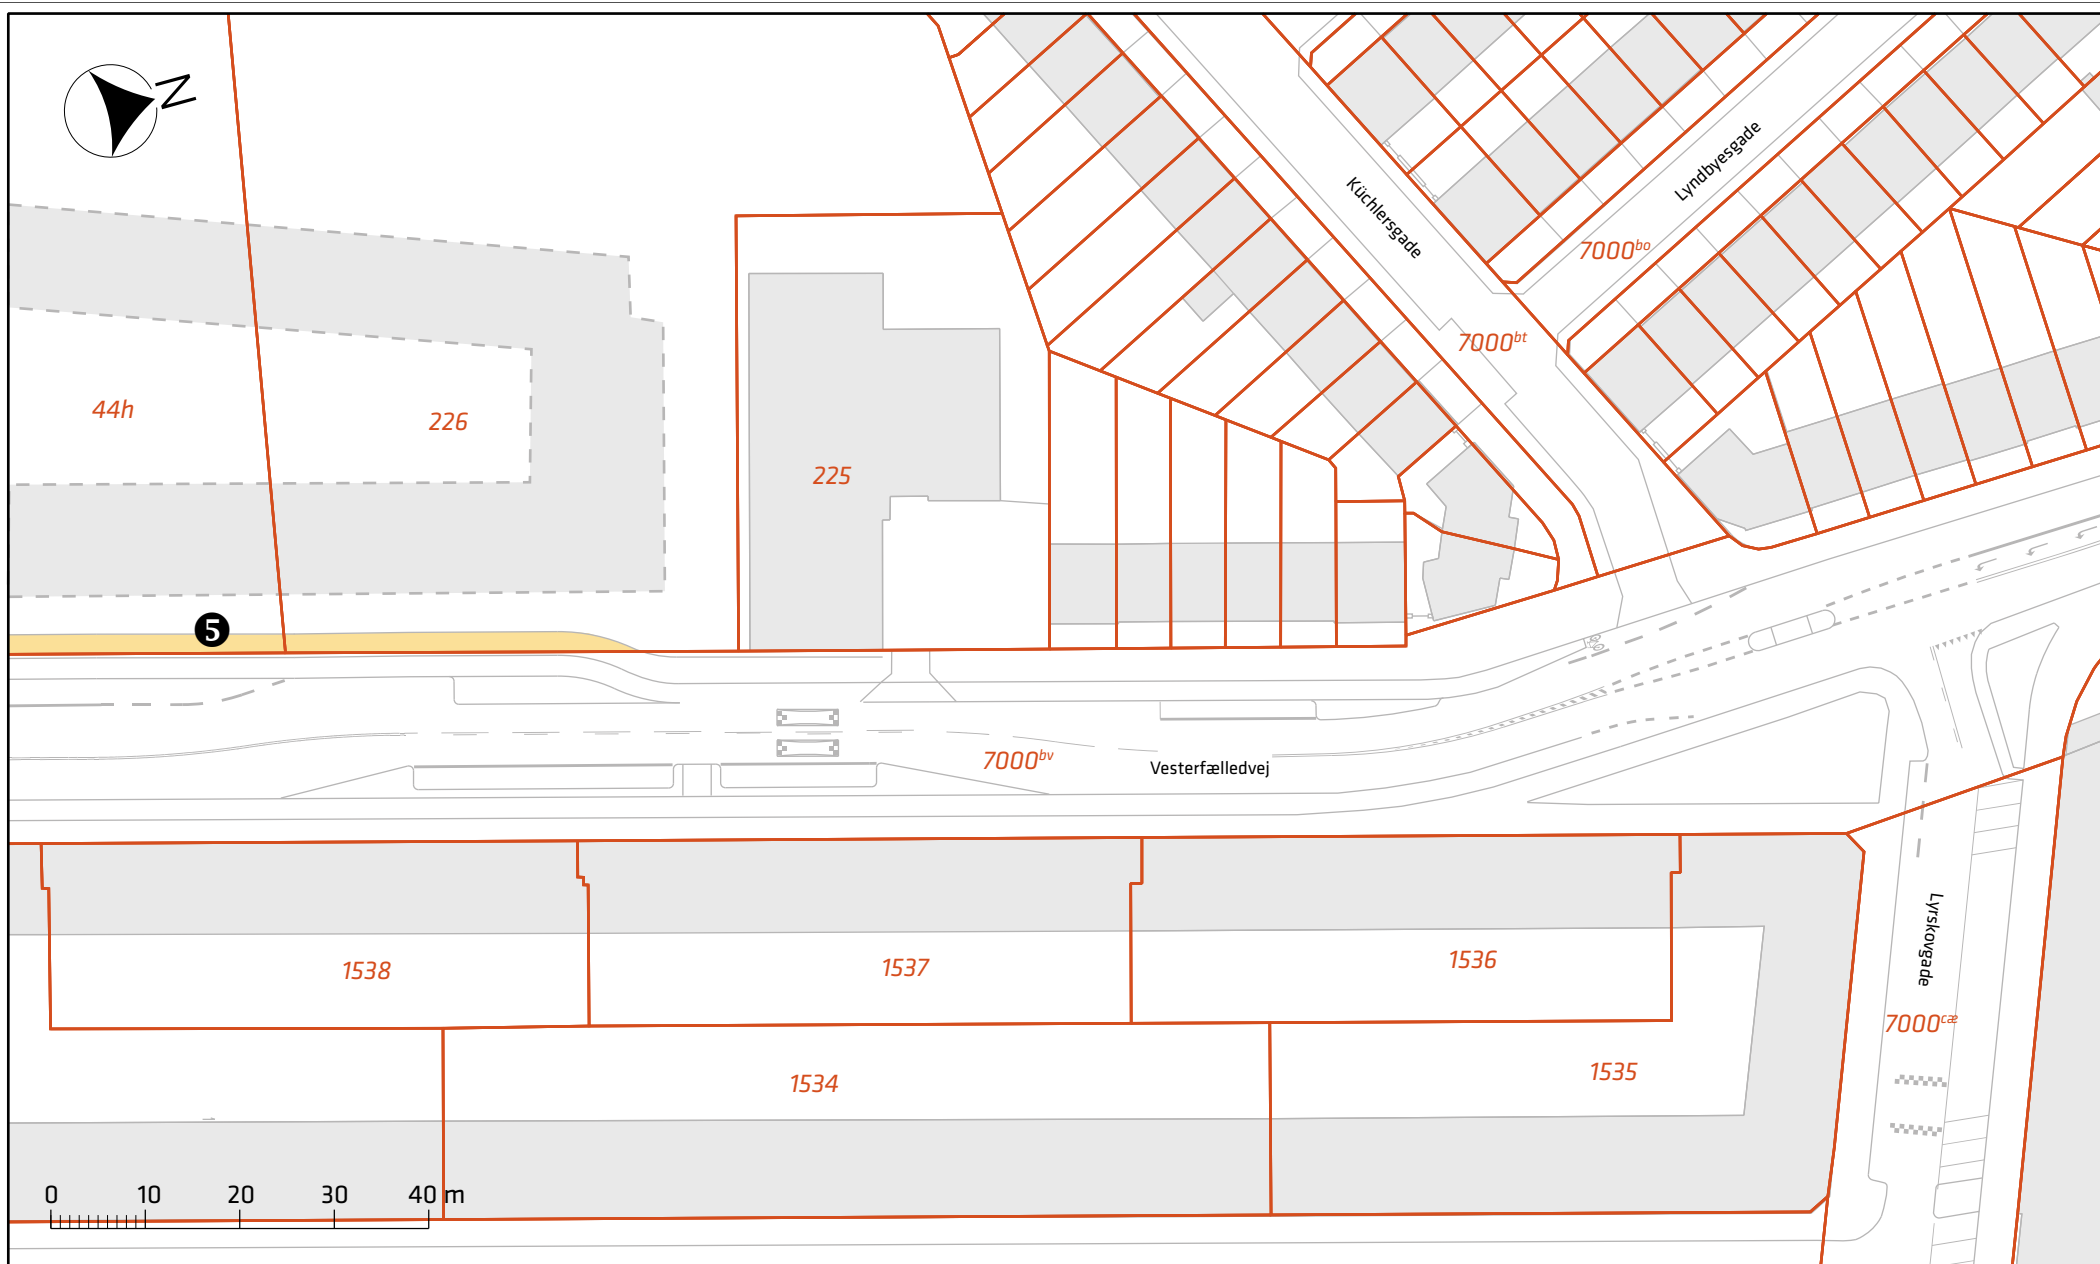 N
Küchlersgade
Lyndbyesgade
7000bo
7000bt
44h
226
225
5
7000bv
Vesterfælledvej
Lyrskovgade
1538
1537
1536
7000cæ
1534
1535
0 10 20 30 40 m